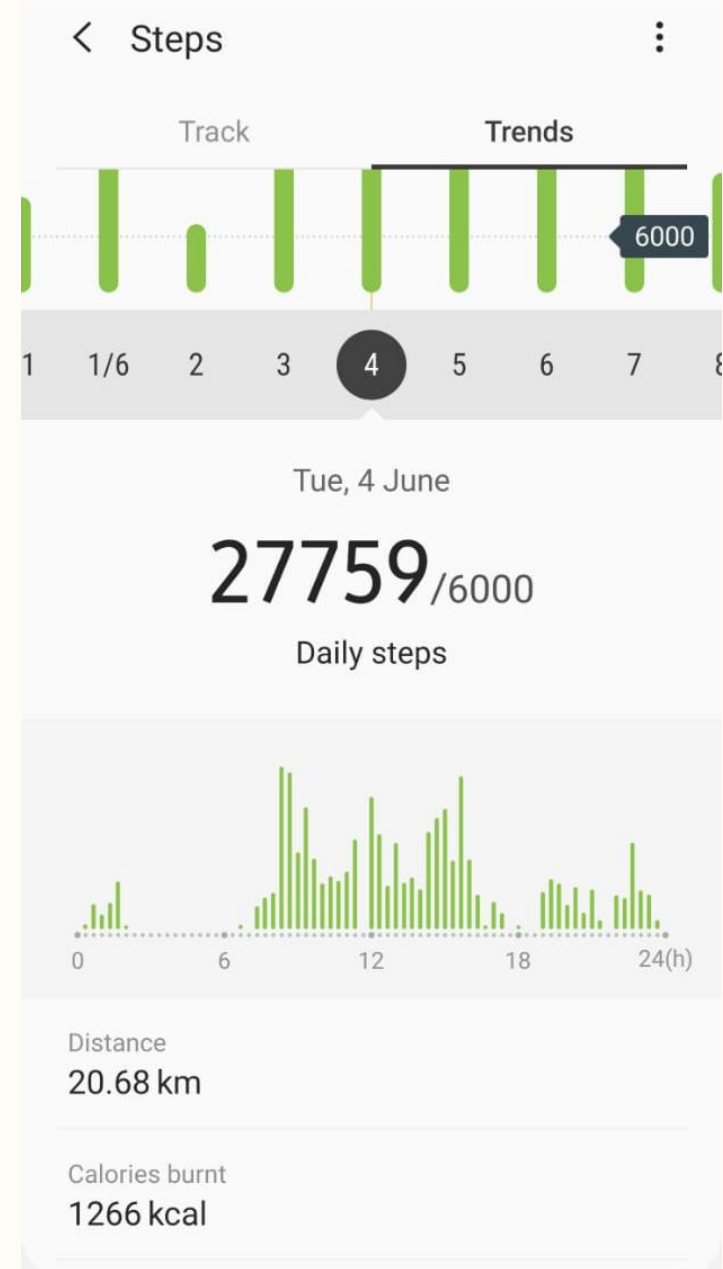 Steps
Track Trends
6000
1 1/6 2 3 4 5 6 7 8
Tue, 4 June
27759/6000
Daily steps
0 6 12 18 24(h)
Distance
20.68 km
Calories burnt
1266 kcal